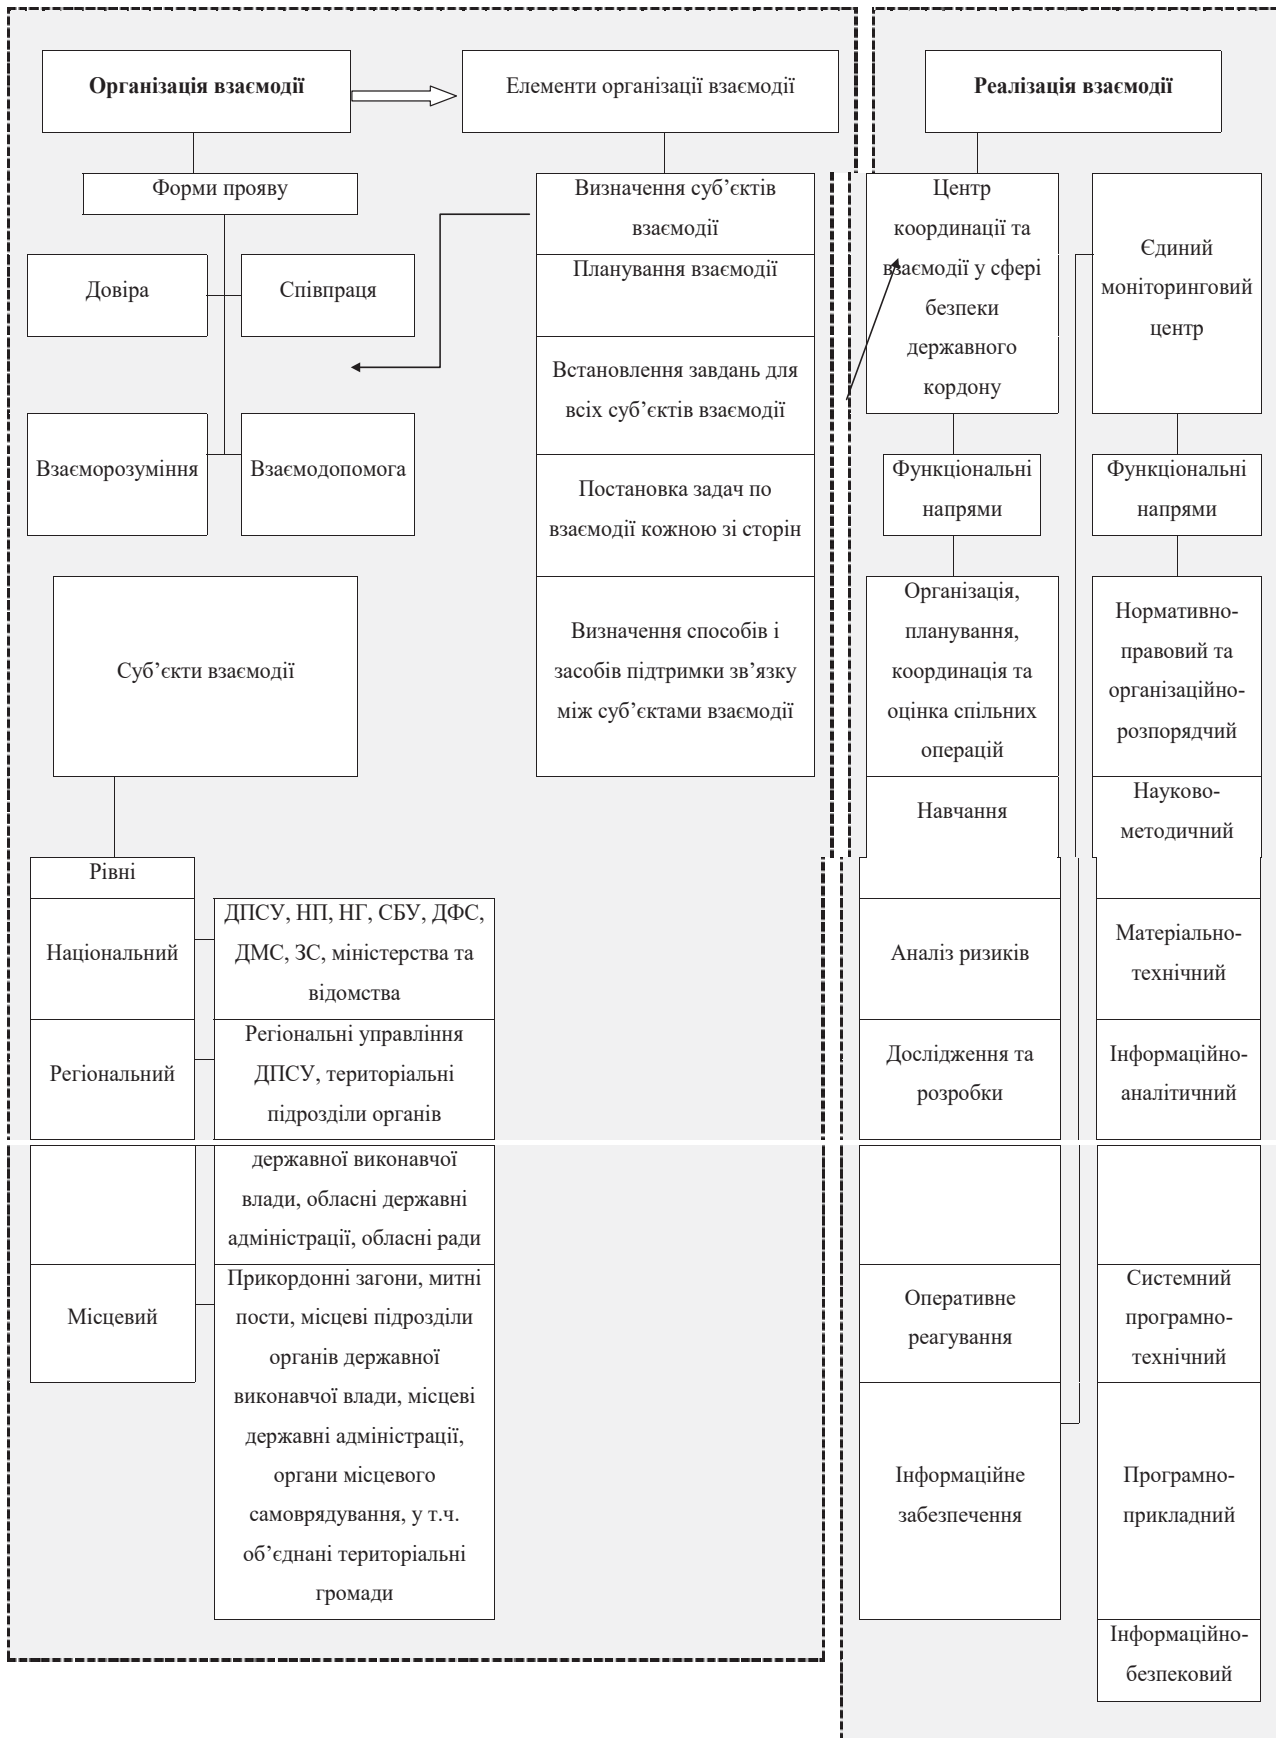 Організація взаємодії
Елементи організації взаємодії
Форми прояву
Довіра
Співпраця
Взаєморозуміння
Взаємодопомога
Визначення суб’єктів
взаємодії
Планування взаємодії
Встановлення завдань для
всіх суб’єктів взаємодії
Постановка задач по
взаємодії кожною зі сторін
Визначення способів і
засобів підтримки зв’язку
між суб’єктами взаємодії
Суб’єкти взаємодії
Рівні
Національний
ДПСУ, НП, НГ, СБУ, ДФС,
ДМС, ЗС, міністерства та
відомства
Регіональний
Регіональні управління
ДПСУ, територіальні
підрозділи органів
державної виконавчої
влади, обласні державні
адміністрації, обласні ради
Місцевий
Прикордонні загони, митні
пости, місцеві підрозділи
органів державної
виконавчої влади, місцеві
державні адміністрації,
органи місцевого
самоврядування, у т.ч.
об’єднані територіальні
громади
Реалізація взаємодії
Центр
координації та
взаємодії у сфері
безпеки
державного
кордону
Функціональні
напрями
Організація,
планування,
координація та
оцінка спільних
операцій
Навчання
Аналіз ризиків
Дослідження та
розробки
Оперативне
реагування
Інформаційне
забезпечення
Єдиний
моніторинговий
центр
Функціональні
напрями
Нормативно-
правовий та
організаційно-
розпорядчий
Науково-
методичний
Матеріально-
технічний
Інформаційно-
аналітичний
Системний
програмно-
технічний
Програмно-
прикладний
Інформаційно-
безпековий